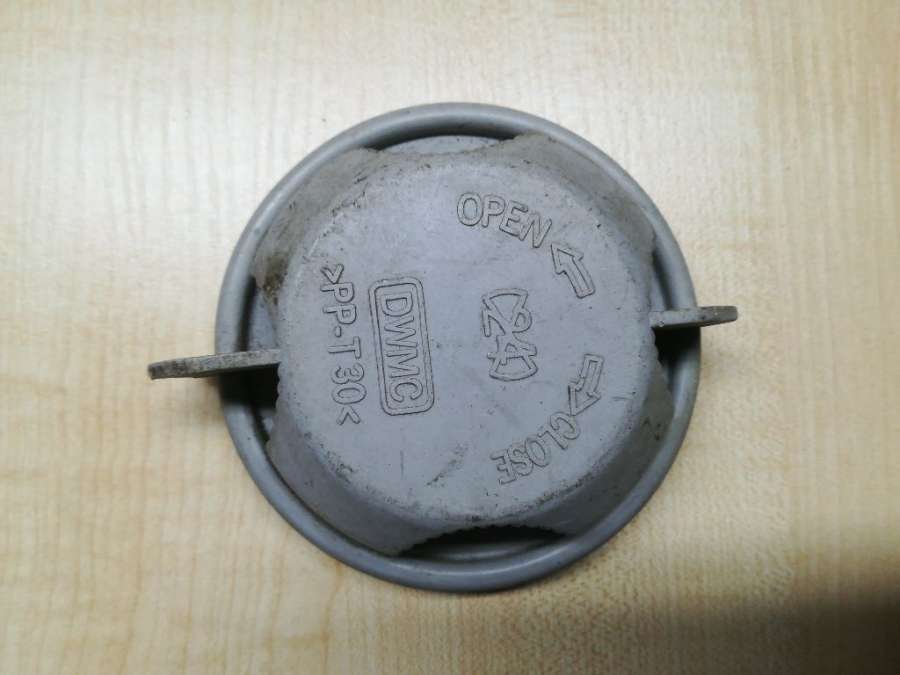 OPEN
DWMC
>PP-T30<
CLOSE